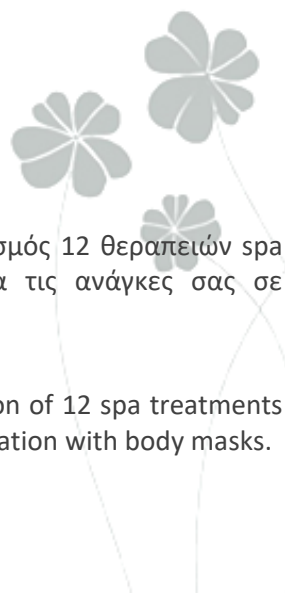 σμός 12 θεραπειών spa
τις ανάγκες σας σε
on of 12 spa treatments
ation with body masks.